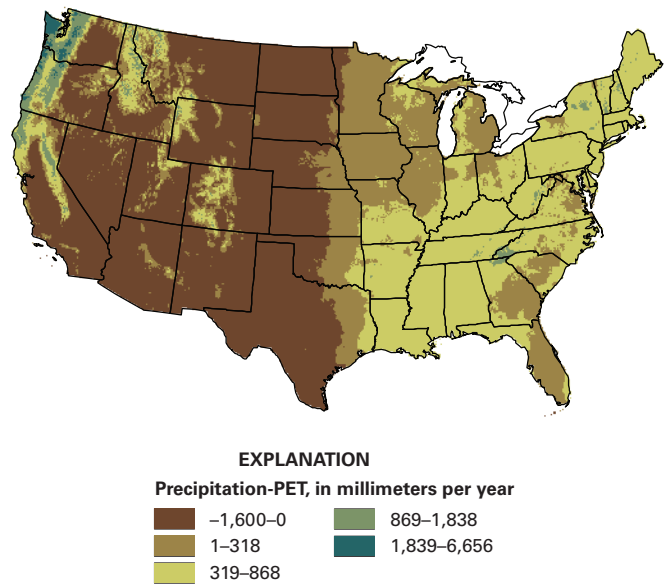 EXPLANATION
Precipitation-PET, in millimeters per year
–1,600–0
1–318
319–868
869–1,838
1,839–6,656